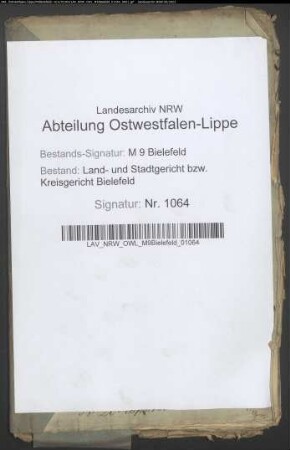 Landesarchiv NRW
Abteilung Ostwestfalen-Lippe
Bestands-Signatur: M 9 Bielefeld
Bestand: Land- und Stadtgericht bzw.
Kreisgericht Bielefeld
Signatur: Nr. 1064
LAV_NRW_OWL_M9Bielefeld_01064